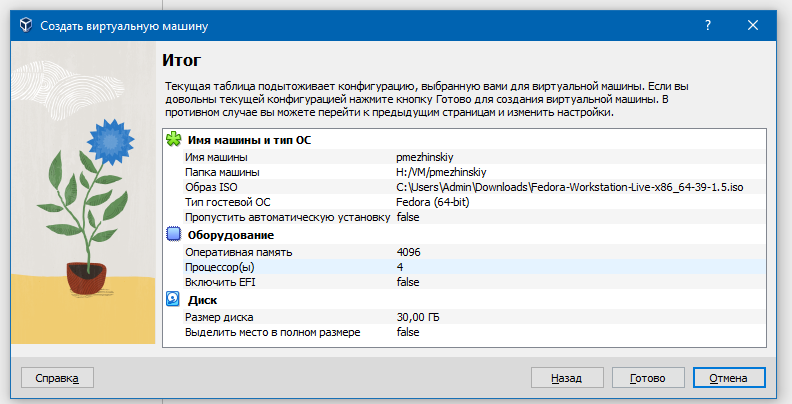 Создать виртуальную машину
?
Итог
Текущая таблица подытоживает конфигурацию, выбранную вами для виртуальной машины. Если вы
довольны текущей конфигурацией нажмите кнопку Готово для создания виртуальной машины. В
противном случае вы можете перейти к предыдущим страницам и изменить настройки.
Имя машины и тип ОС
Имя машины pmezhinskiy
Папка машины H:/VM/pmezhinskiy
Образ ISO C:\Users\Admin\Downloads\Fedora-Workstation-Live-x86_64-39-1.5.iso
Тип гостевой ОС Fedora (64-bit)
Пропустить автоматическую установку false
Оборудование
Оперативная память 4096
Процессор(ы) 4
Включить EFI false
Диск
Размер диска 30,00 ГБ
Выделить место в полном размере false
Справка Назад Готово Отмена